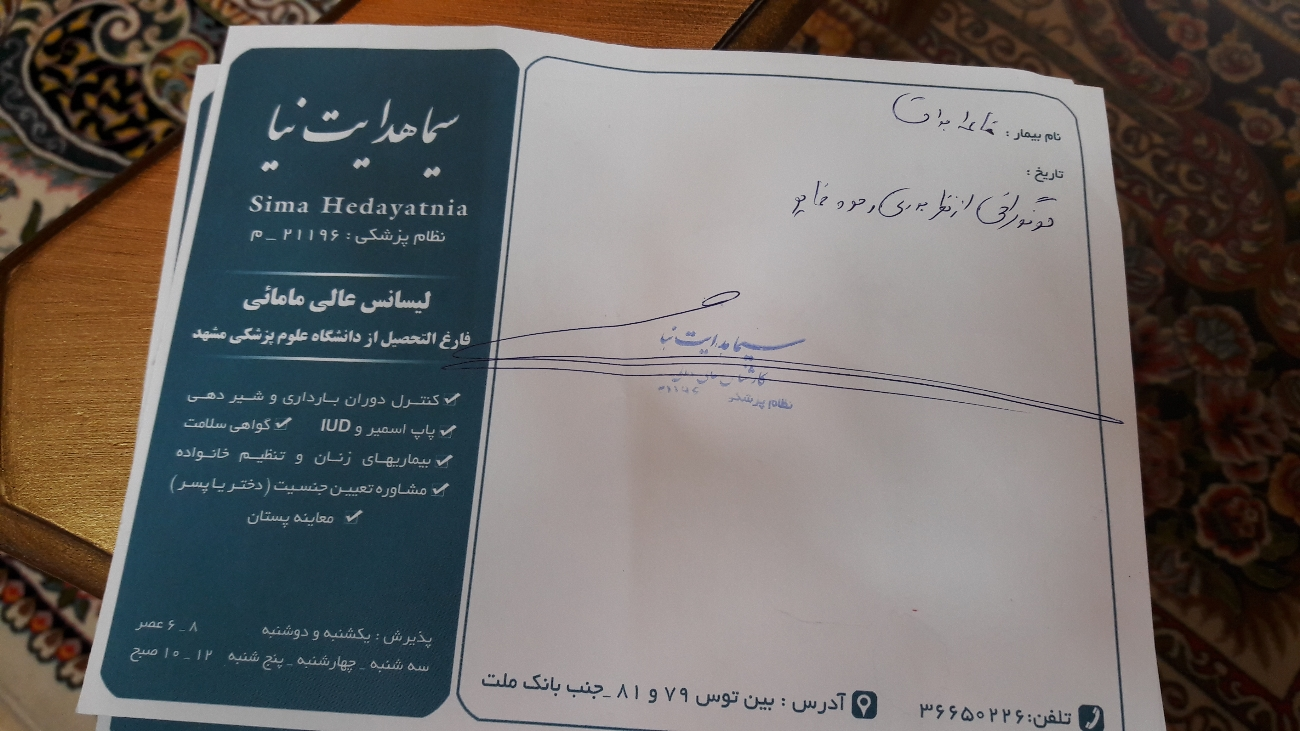 سیما هدایت نیا
Sima Hedayatnia
نظام پزشکی : ۲۱۱۹۶ _ م
لیسانس عالی مامائی
فارغ التحصیل از دانشگاه علوم پزشکی مشهد
کنترل دوران بارداری و شیر دهی
پاپ اسمیر و IUD گواهی سلامت
بیماریهای زنان و تنظیم خانواده
مشاوره تعیین جنسیت (دختر یا پسر)
معاینه پستان
پذیرش : یکشنبه و دوشنبه ۸ _ ۶ عصر
سه شنبه _ چهارشنبه _ پنج شنبه ۱۲ _ ۱۰ صبح
نام بیمار :
تاریخ :
از نظر
سیما هدایت نیا
نظام پزشکی
تلفن: ۳۶۶۵۰۲۲۶
آدرس : بین توس ۷۹ و ۸۱ _ جنب بانک ملت